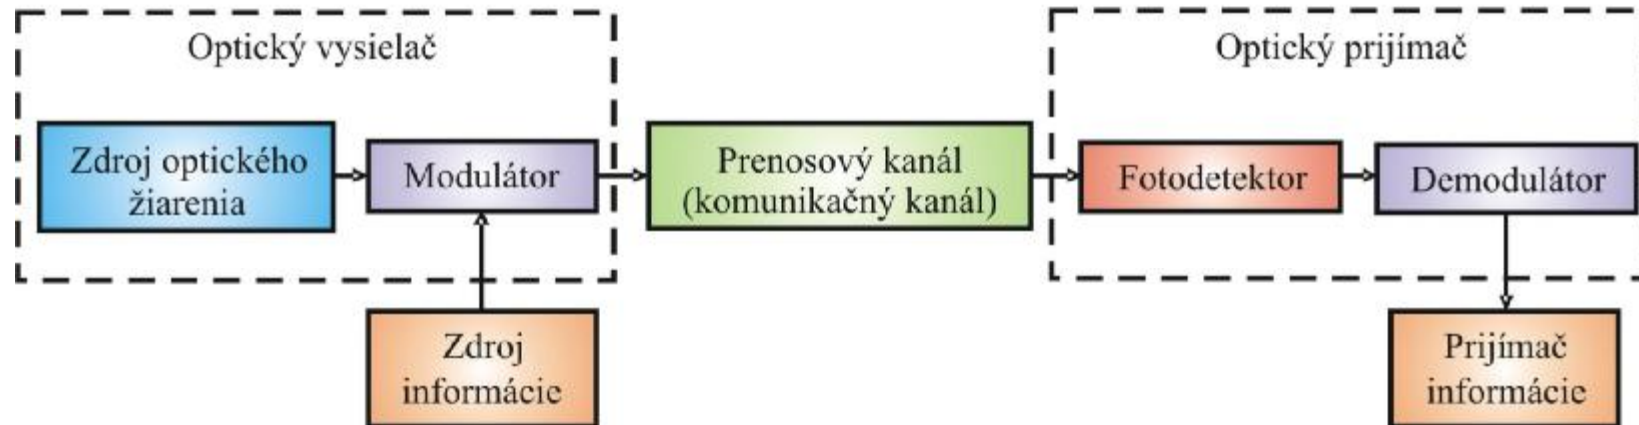 Optický vysielač
Optický prijímač
Zdroj optického
žiarenia
Modulátor
Prenosový kanál
(komunikačný kanál)
Fotodetektor
Demodulátor
Zdroj
informácie
Prijímač
informácie